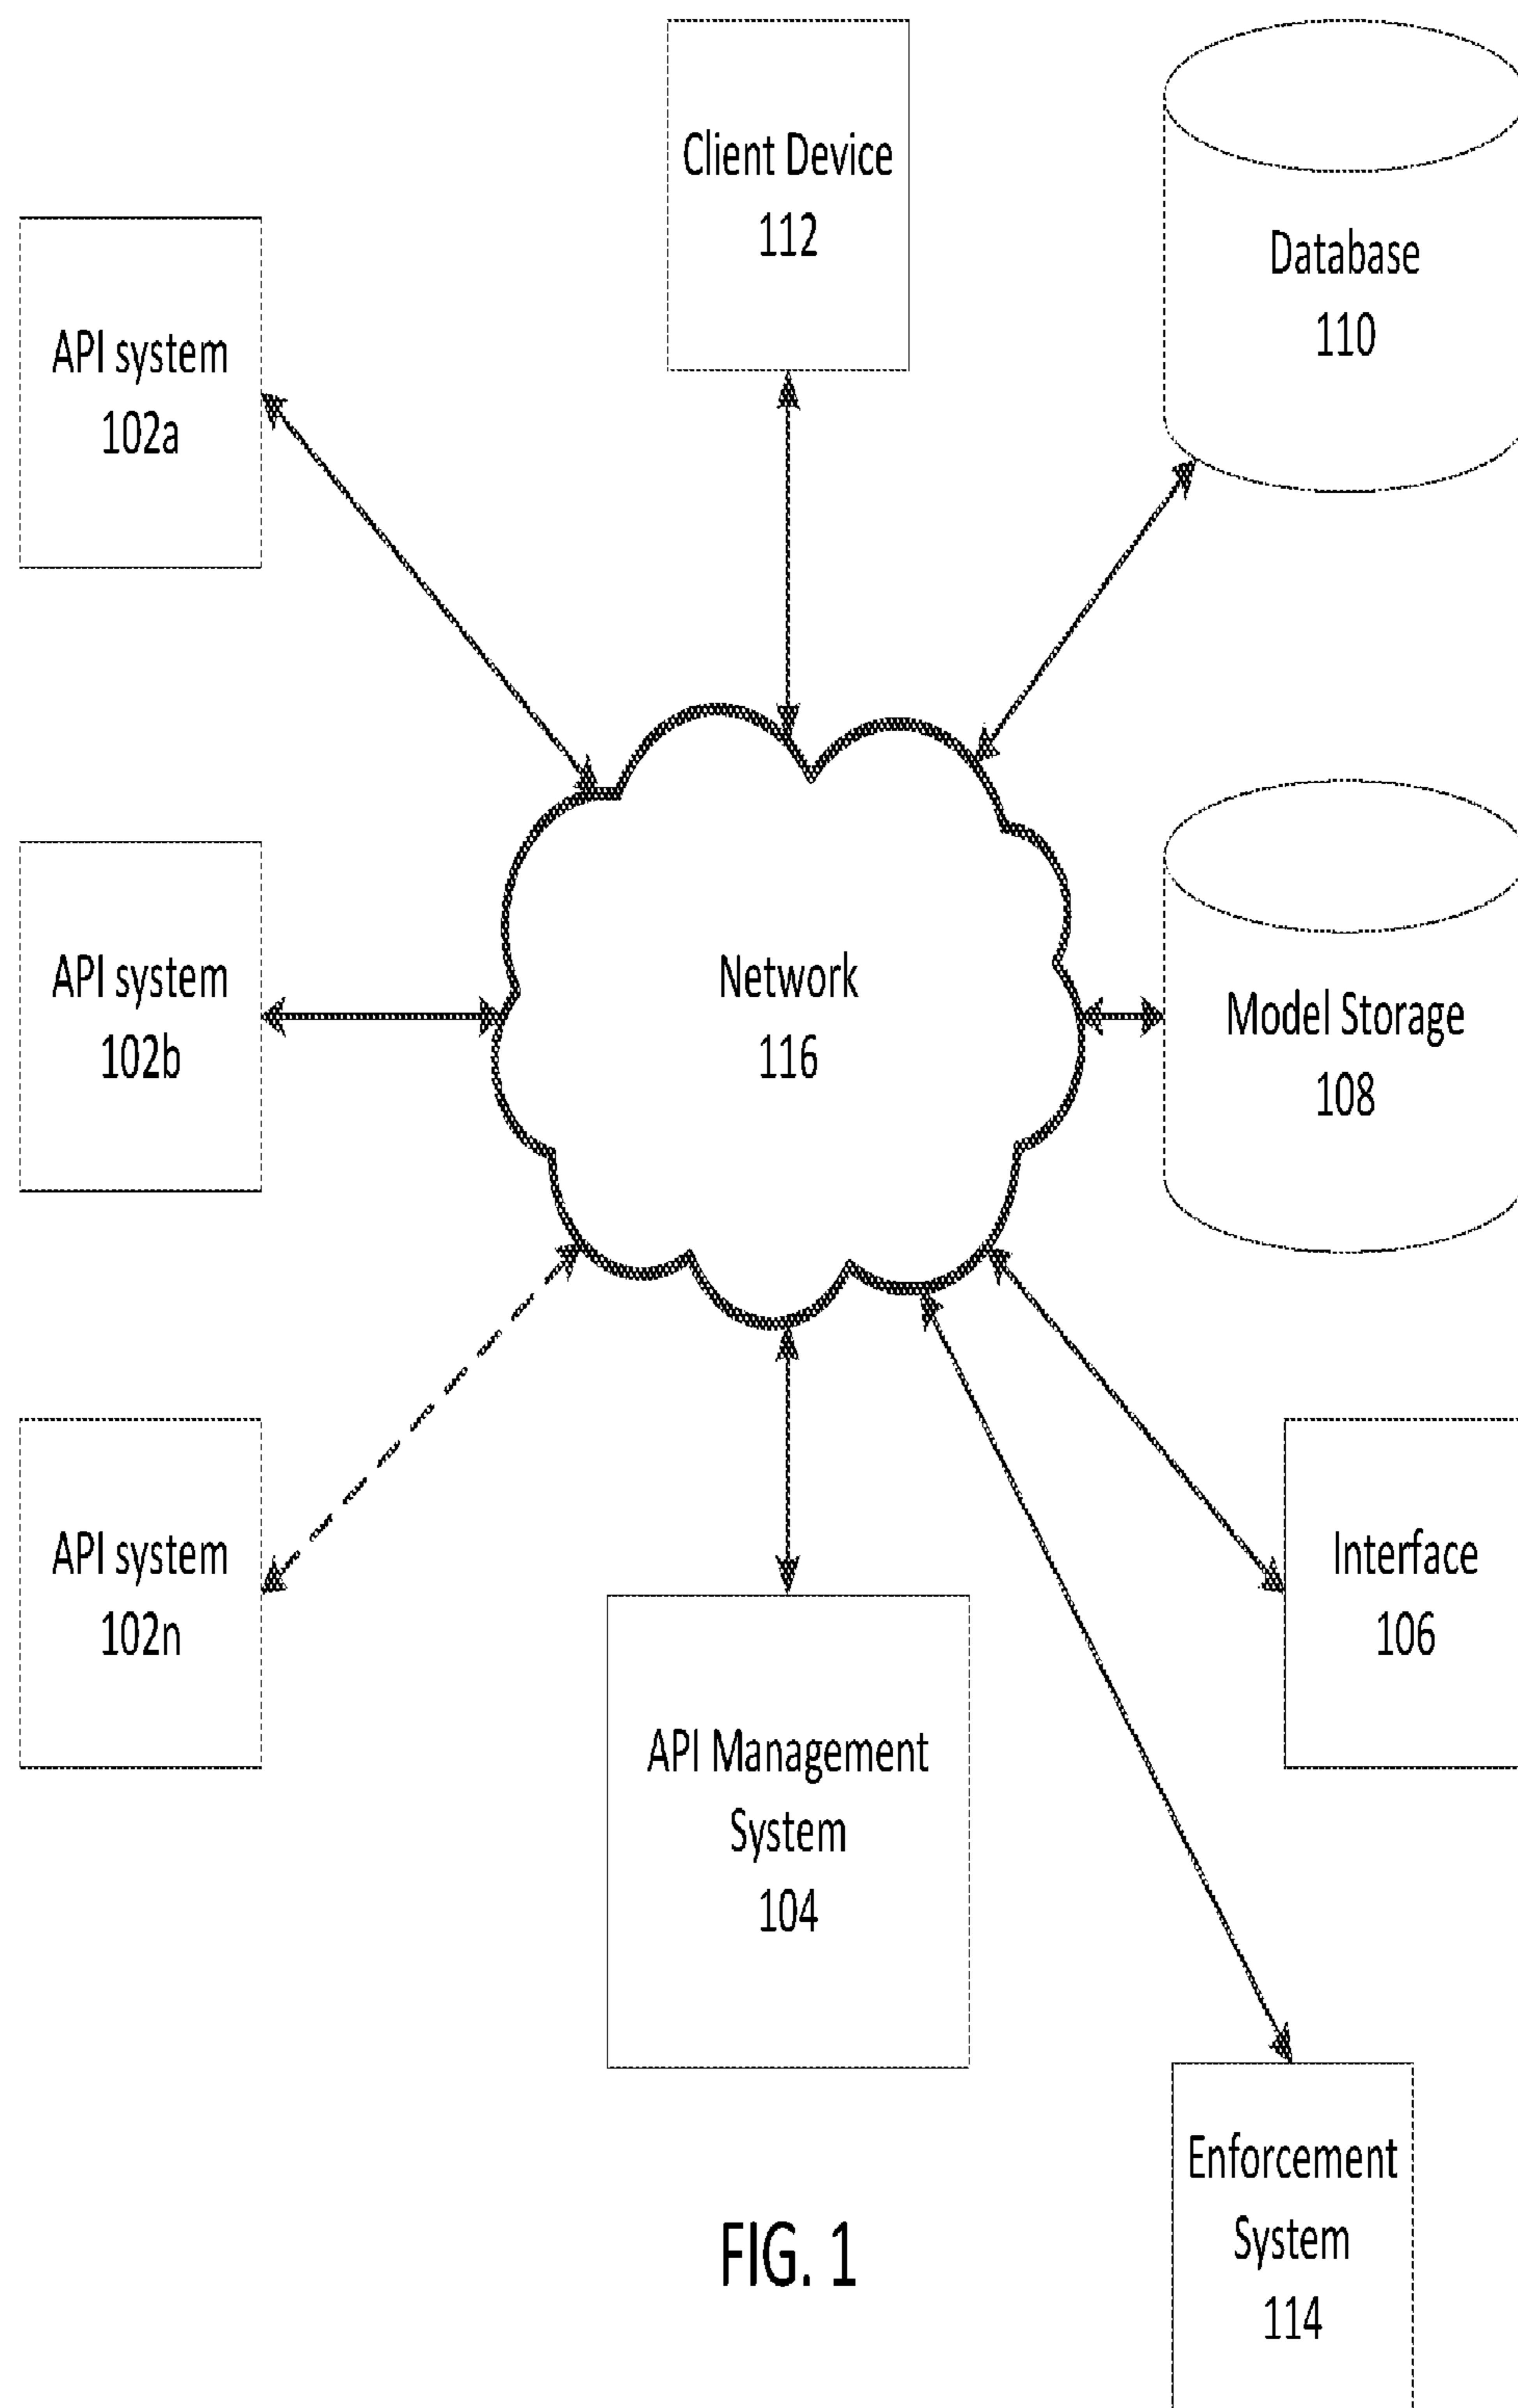 Client Device
112
Database
110
API system
102a
API system
102b
Network
116
Model Storage
108
API system
102n
Interface
106
API Management
System
104
Enforcement
System
114
FIG. 1